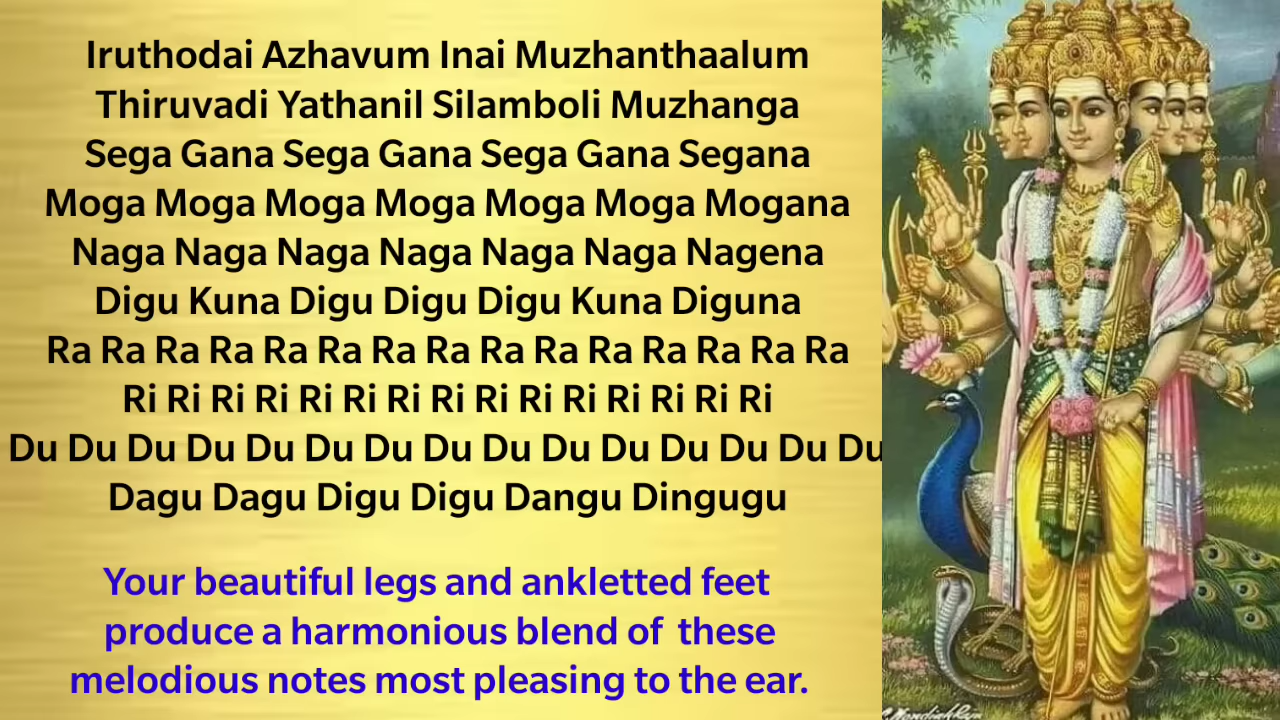 Iruthodai Azhavum Inai Muzhanthaalum
Thiruvadi Yathanil Silamboli Muzhanga
Sega Gana Sega Gana Sega Gana Segana
Moga Moga Moga Moga Moga Moga Mogana
Naga Naga Naga Naga Naga Naga Nagena
Digu Kuna Digu Digu Digu Kuna Diguna
Ra Ra Ra Ra Ra Ra Ra Ra Ra Ra Ra Ra Ra Ra Ra
Ri Ri Ri Ri Ri Ri Ri Ri Ri Ri Ri Ri Ri Ri Ri
Du Du Du Du Du Du Du Du Du Du Du Du Du Du Du
Dagu Dagu Digu Digu Dangu Dingugu
Your beautiful legs and ankletted feet
produce a harmonious blend of these
melodious notes most pleasing to the ear.